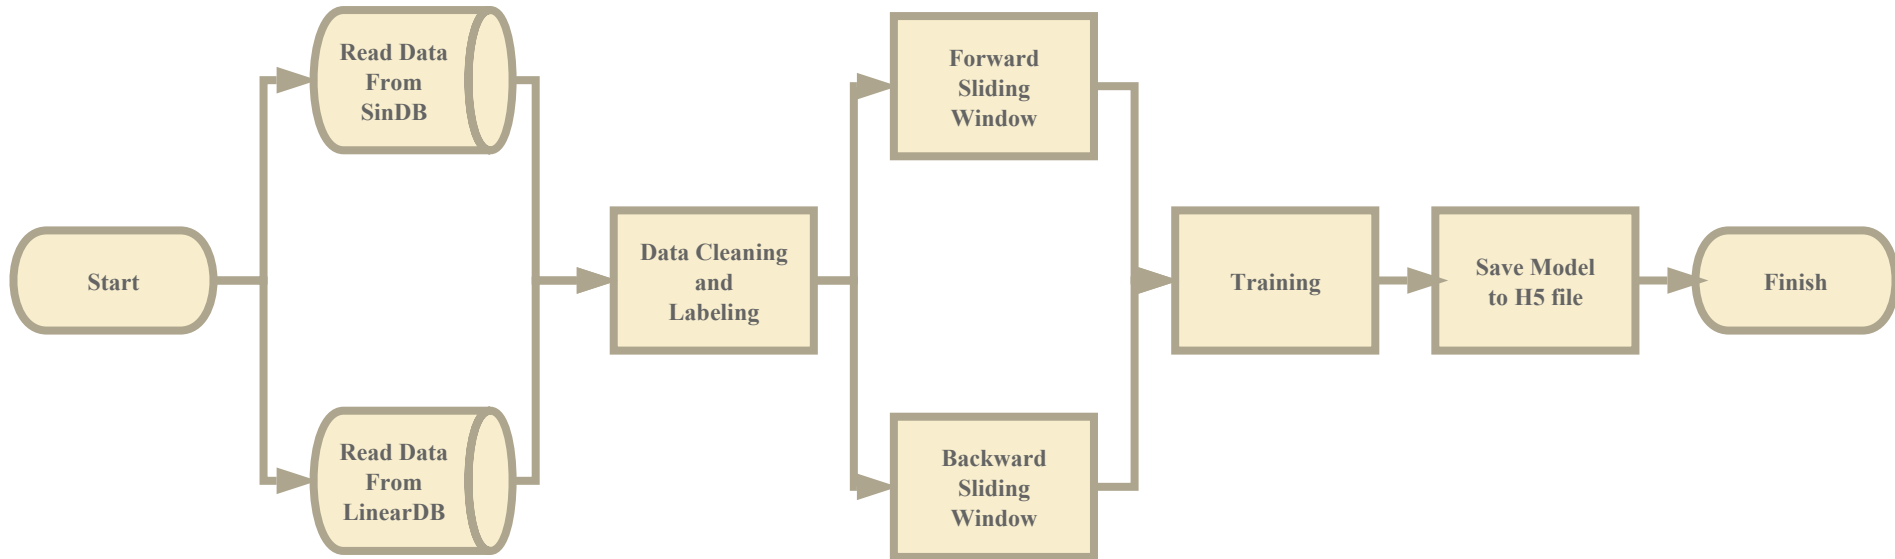 Start
Read Data
From
SinDB
Read Data
From
LinearDB
Data Cleaning
and
Labeling
Forward
Sliding
Window
Backward
Sliding
Window
Training
Save Model
to H5 file
Finish